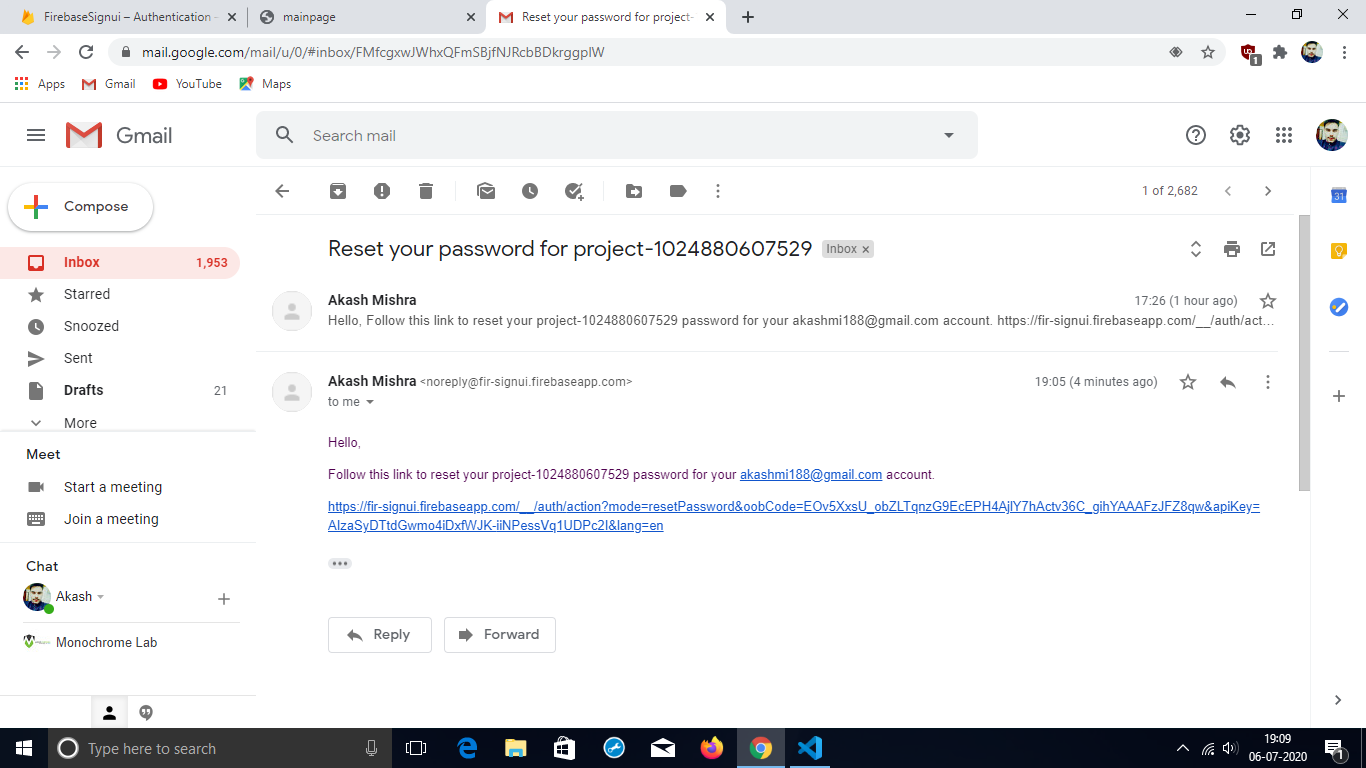 FirebaseSignui – Authentication -
mainpage
Reset your password for project-
mail.google.com/mail/u/0/#inbox/FMfcgxwJWhxQFmSBjfNJRcbBDkrggplW
1
Apps
Gmail
YouTube
Maps
Gmail
Search mail
Compose
1 of 2,682
31
Inbox
1,953
Starred
Snoozed
Sent
Drafts
21
More
Reset your password for project-1024880607529
Inbox ×
Akash Mishra
17:26 (1 hour ago)
Hello, Follow this link to reset your project-1024880607529 password for your akashmi188@gmail.com account. https://fir-signui.firebaseapp.com/__/auth/act...
Akash Mishra <noreply@fir-signui.firebaseapp.com>
19:05 (4 minutes ago)
to me
Hello,
Follow this link to reset your project-1024880607529 password for your akashmi188@gmail.com account.
https://fir-signui.firebaseapp.com/__/auth/action?mode=resetPassword&oobCode=EOv5XxsU_obZLTqnzG9EcEPH4AjlY7hActv36C_gihYAAAFzJFZ8qw&apiKey=
AIzaSyDTtdGwmo4iDxfWJK-iiNPessVq1UDPc2I&lang=en
Reply
Forward
Meet
Start a meeting
Join a meeting
Chat
Akash
Monochrome Lab
Type here to search
19:09
06-07-2020
1